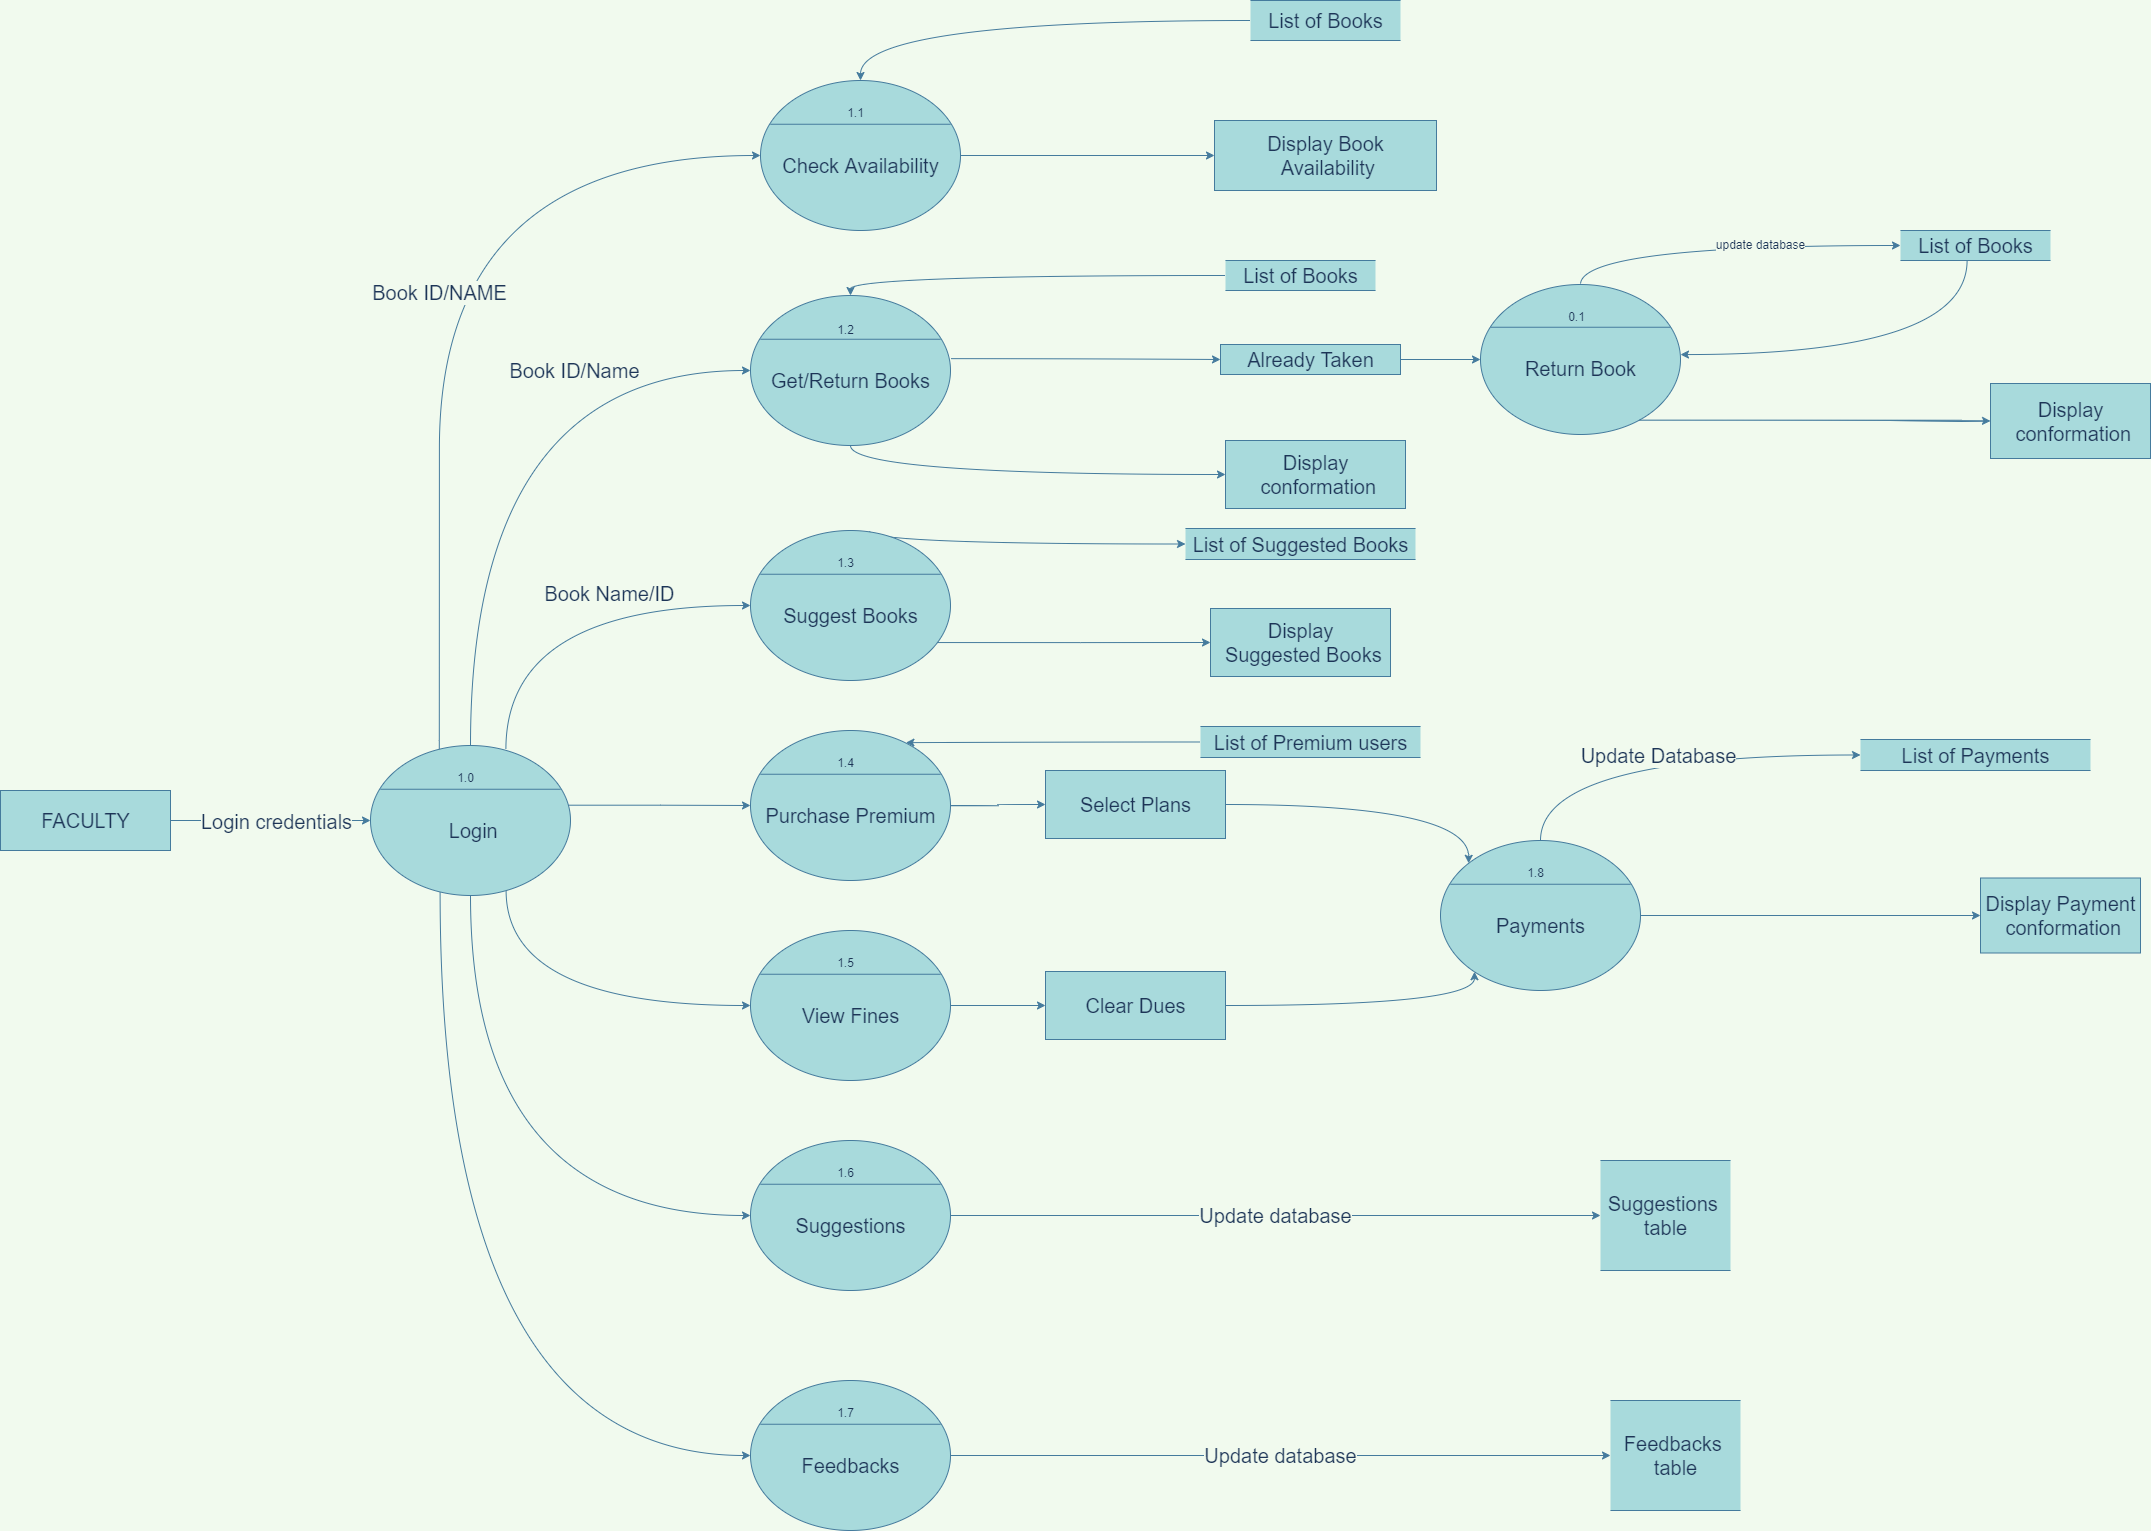 List of Books
1.1
Check Availability
Display Book
Availability
Book ID/NAME
List of Books
1.2
Get/Return Books
Already Taken
update database
List of Books
0.1
Return Book
Display
conformation
Book ID/Name
Display
conformation
1.3
Suggest Books
List of Suggested Books
Book Name/ID
Display
Suggested Books
FACULTY
Login credentials
1.0
Login
1.4
Purchase Premium
List of Premium users
Select Plans
Update Database
List of Payments
1.8
Payments
Display Payment
conformation
1.5
View Fines
Clear Dues
1.6
Suggestions
Update database
Suggestions
table
1.7
Feedbacks
Update database
Feedbacks
table